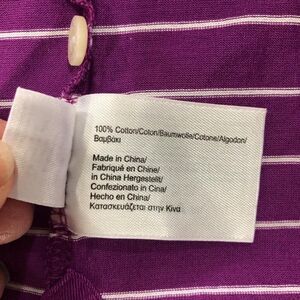 100% Cotton/Coton/Baumwolle/Cotone/Algodon/
Βαμβάκι
Made in China/
Fabriqué en Chine/
in China Hergestellt/
Confezionato in Cina/
Hecho en China/
Κατασκευάζεται στην Κίνα